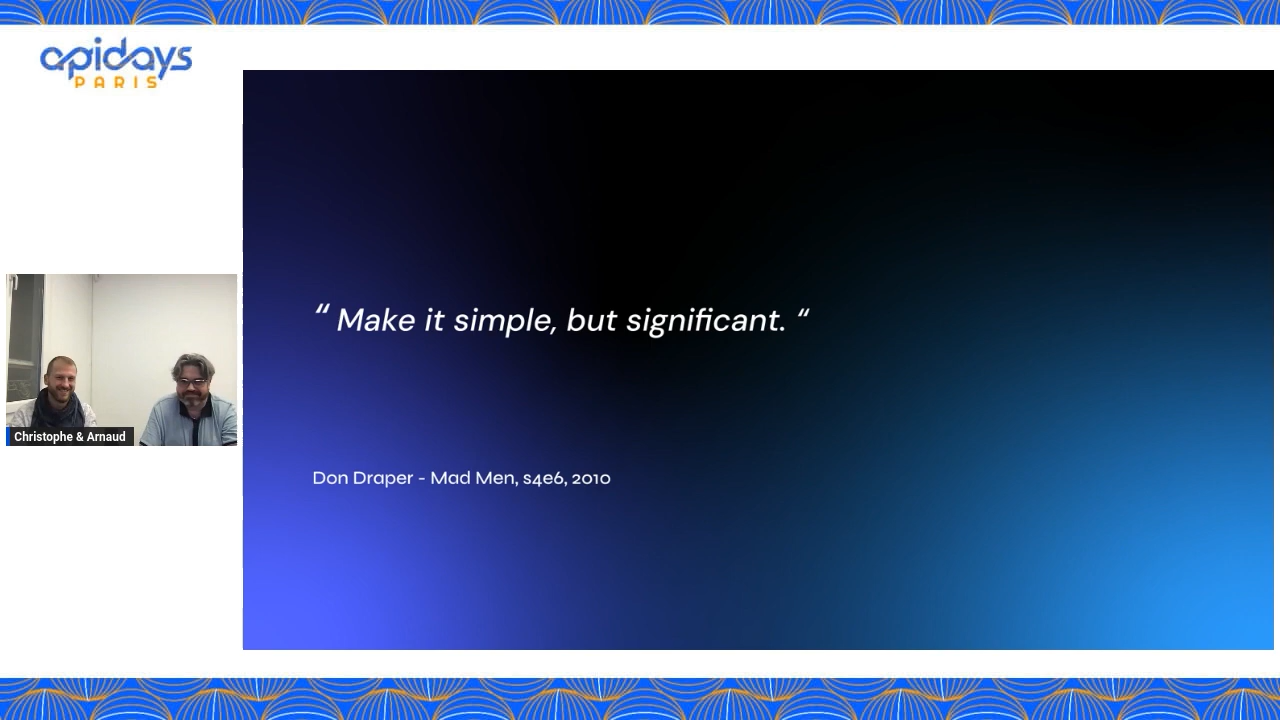 apidays
PARIS
“ Make it simple, but significant. “
Christophe & Arnaud
Don Draper - Mad Men, s4e6, 2010